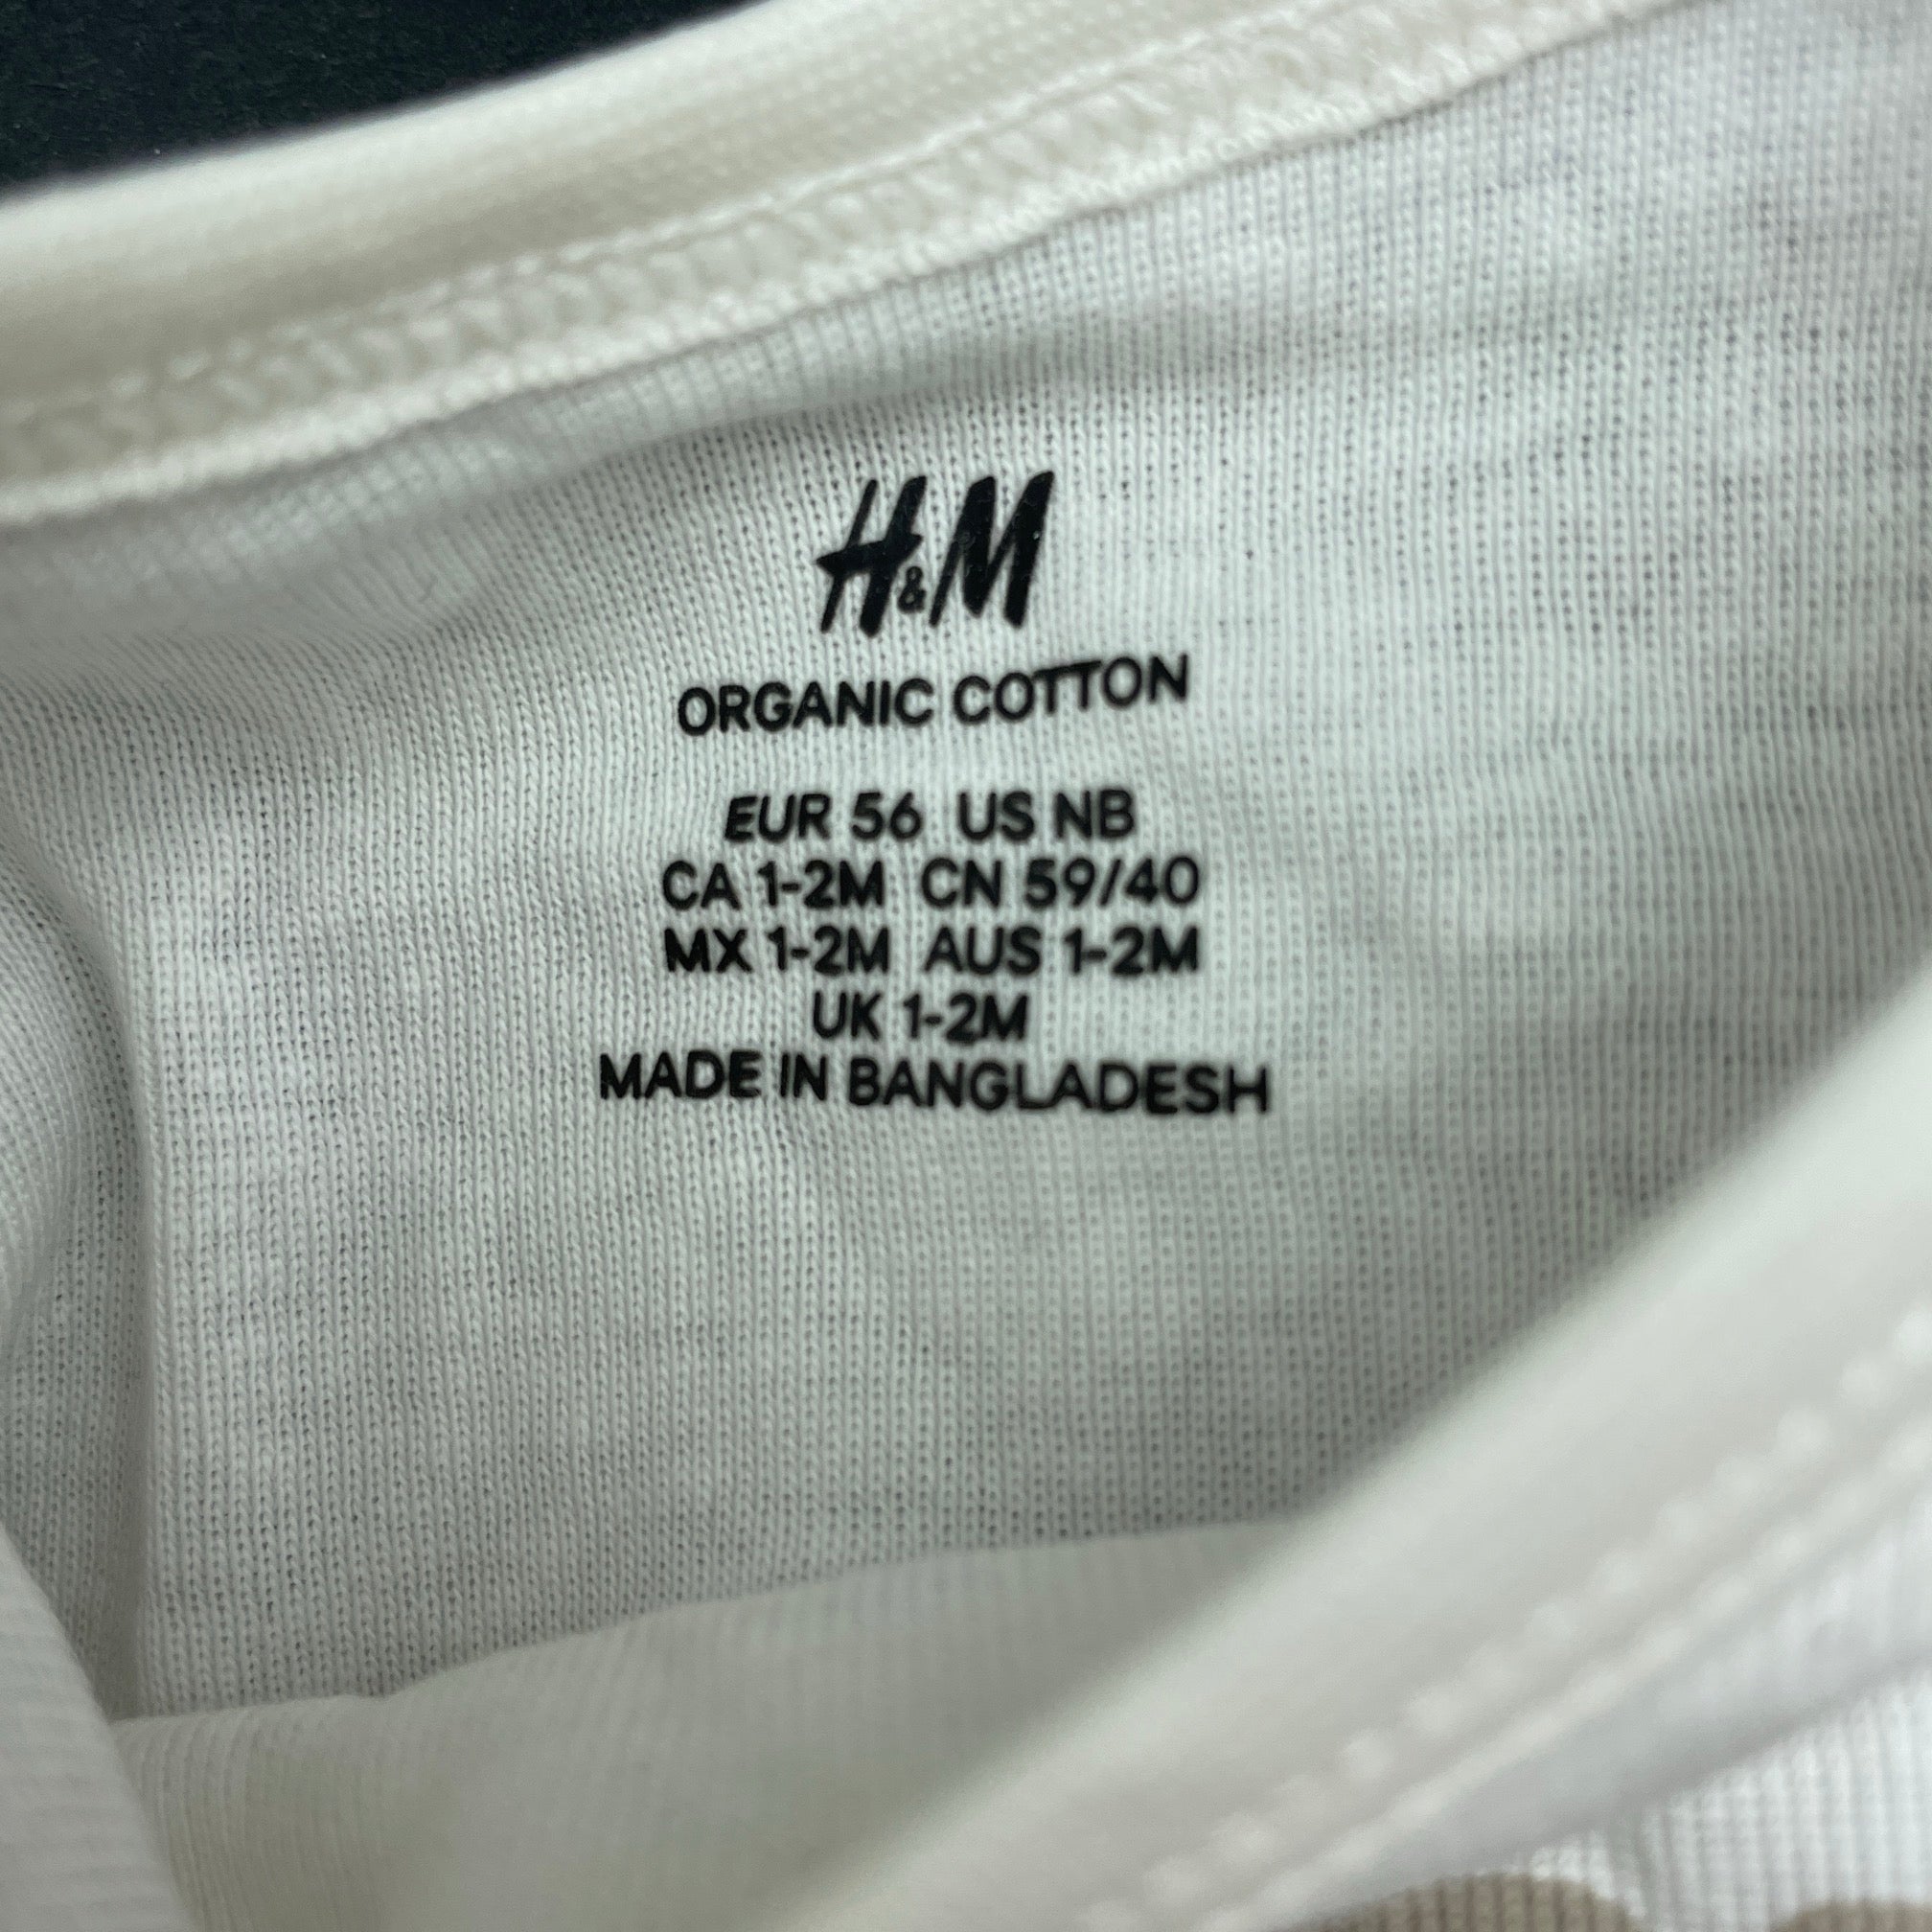 H&M
ORGANIC COTTON
EUR 56 US NB
CA 1-2M CN 59/40
MX 1-2M AUS 1-2M
UK 1-2M
MADE IN BANGLADESH